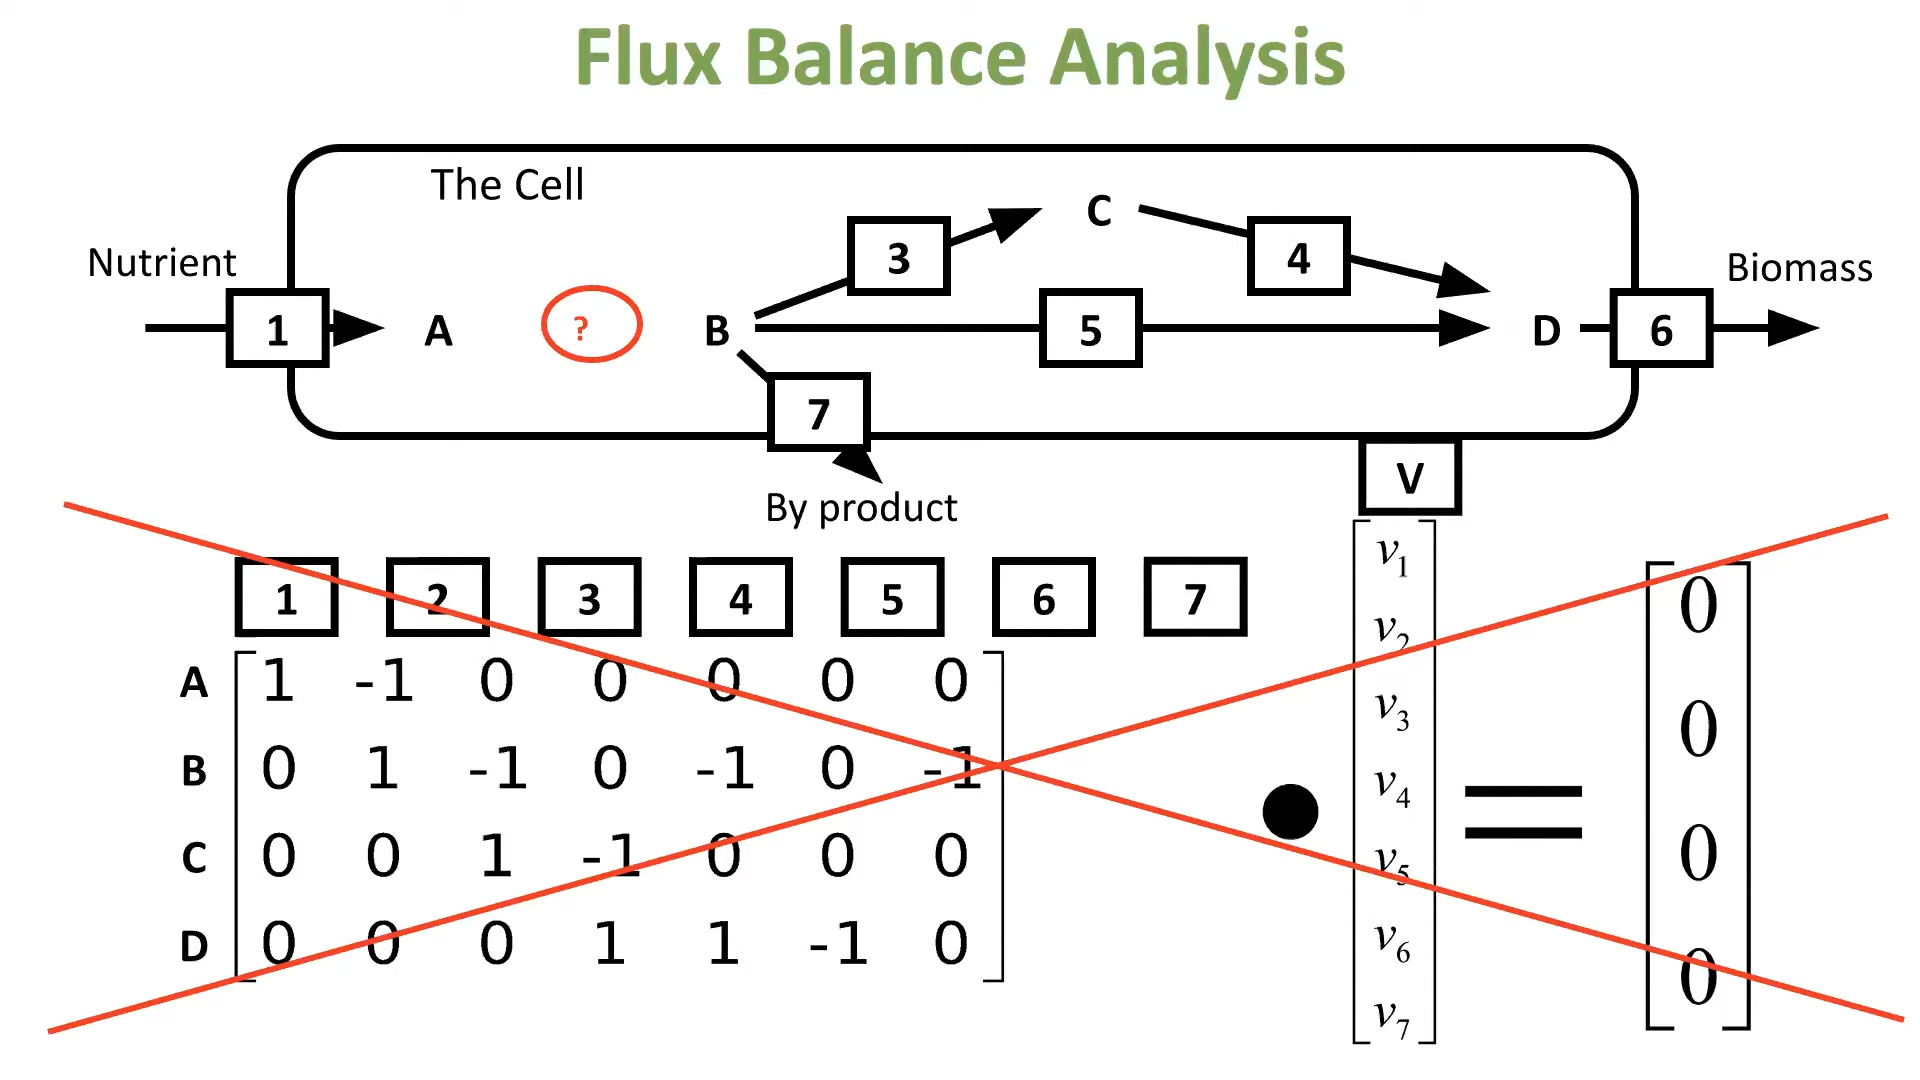 Flux Balance Analysis
The Cell
C
3
4
Nutrient
Biomass
1
A
?
B
5
D
6
7
V
By product
1 2 3 4 5 6 7
A 1 -1 0 0 0 0 0
B 0 1 -1 0 -1 0 -1
C 0 0 1 -1 0 0 0
D 0 0 0 1 1 -1 0
v1
v2
v3
v4
v5
v6
v7
=
0
0
0
0